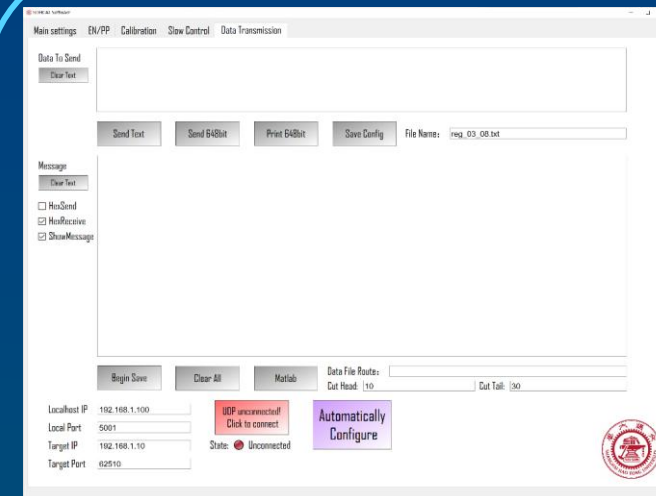 Main settings EN/PP Calibration Slow Control Data Transmission
Data To Send
Clear Text
Send Text Send 648bit Print 648bit Save Config File Name: reg_03_08.txt
Message
Clear Text
HexSend
HexReceive
ShowMessage
Begin Save Clear All Matlab Data File Route:
Cut Head: 10 Cut Tail: 30
Localhost IP 192.168.1.100
Local Port 5001
Target IP 192.168.1.10
Target Port 62510
UDP unconnected!
Click to connect
State: Unconnected
Automatically
Configure